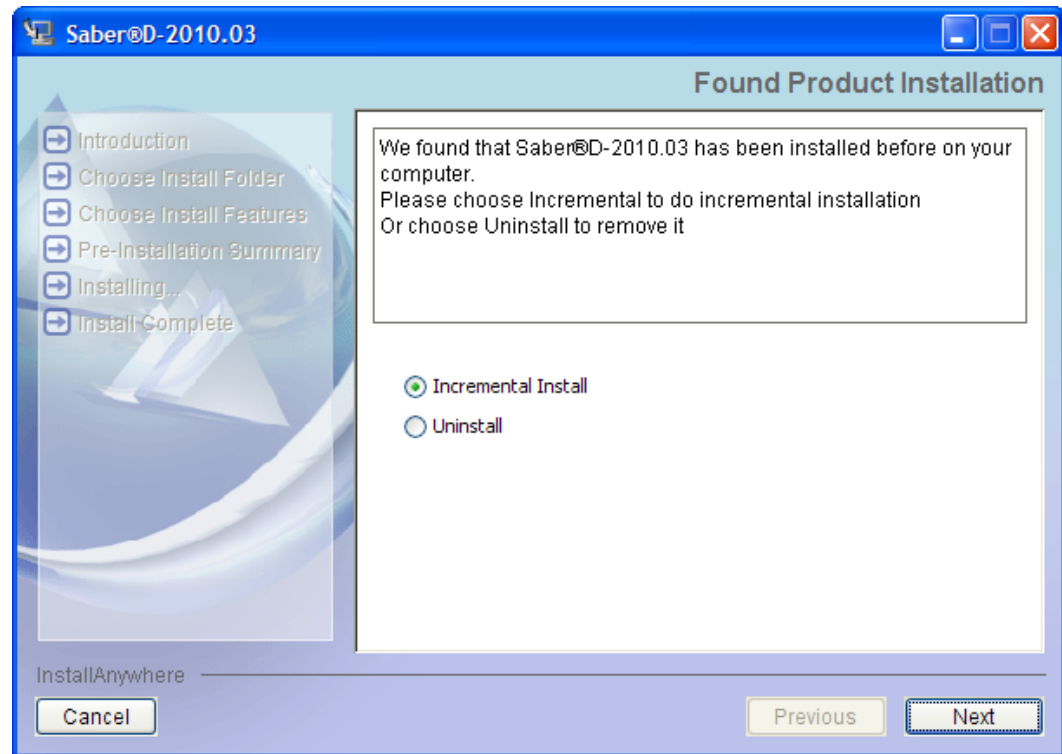 Saber®D-2010.03
Found Product Installation
Introduction
Choose Install Folder
Choose Install Features
Pre-Installation Summary
Installing...
Install Complete
We found that Saber®D-2010.03 has been installed before on your
computer.
Please choose Incremental to do incremental installation
Or choose Uninstall to remove it
Incremental Install
Uninstall
InstallAnywhere
Cancel
Previous
Next